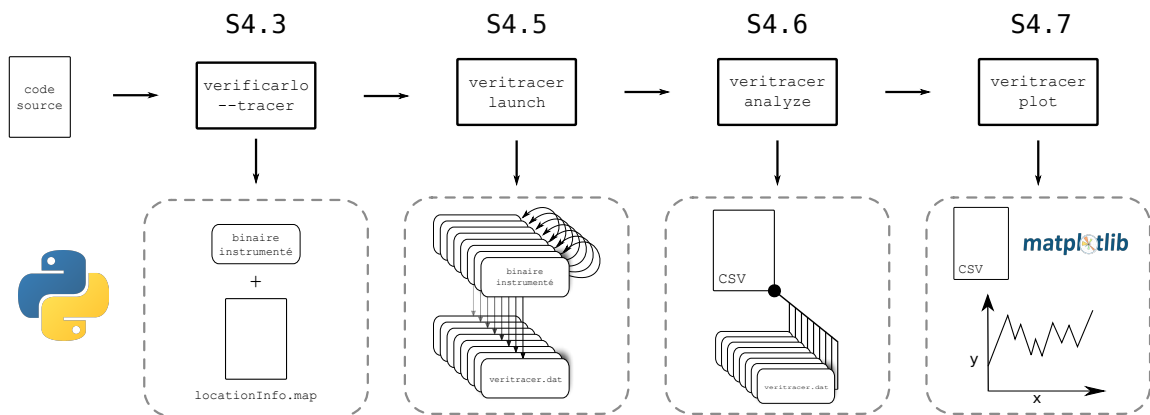 S4.3
S4.5
S4.6
S4.7
code
source
verificarlo
--tracer
veritracer
launch
veritracer
analyze
veritracer
plot
binaire
instrumenté
+
locationInfo.map
binaire
instrumenté
veritracer.dat
CSV
veritracer.dat
CSV
matplotlib
y
x